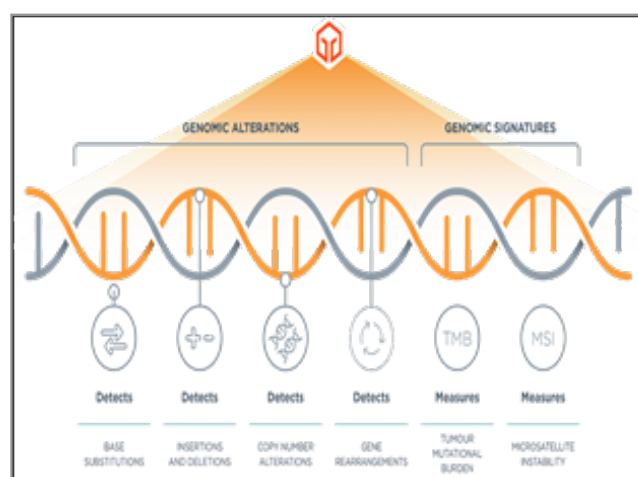 GENOMIC ALTERATIONS
GENOMIC SIGNATURES
TMB
MSI
Detects
Detects
Detects
Detects
Measures
Measures
BASE
SUBSTITUTIONS
INSERTIONS
AND DELETIONS
COPY NUMBER
ALTERATIONS
GENE
REARRANGEMENTS
TUMOUR
MUTATIONAL
BURDEN
MICROSATELLITE
INSTABILITY